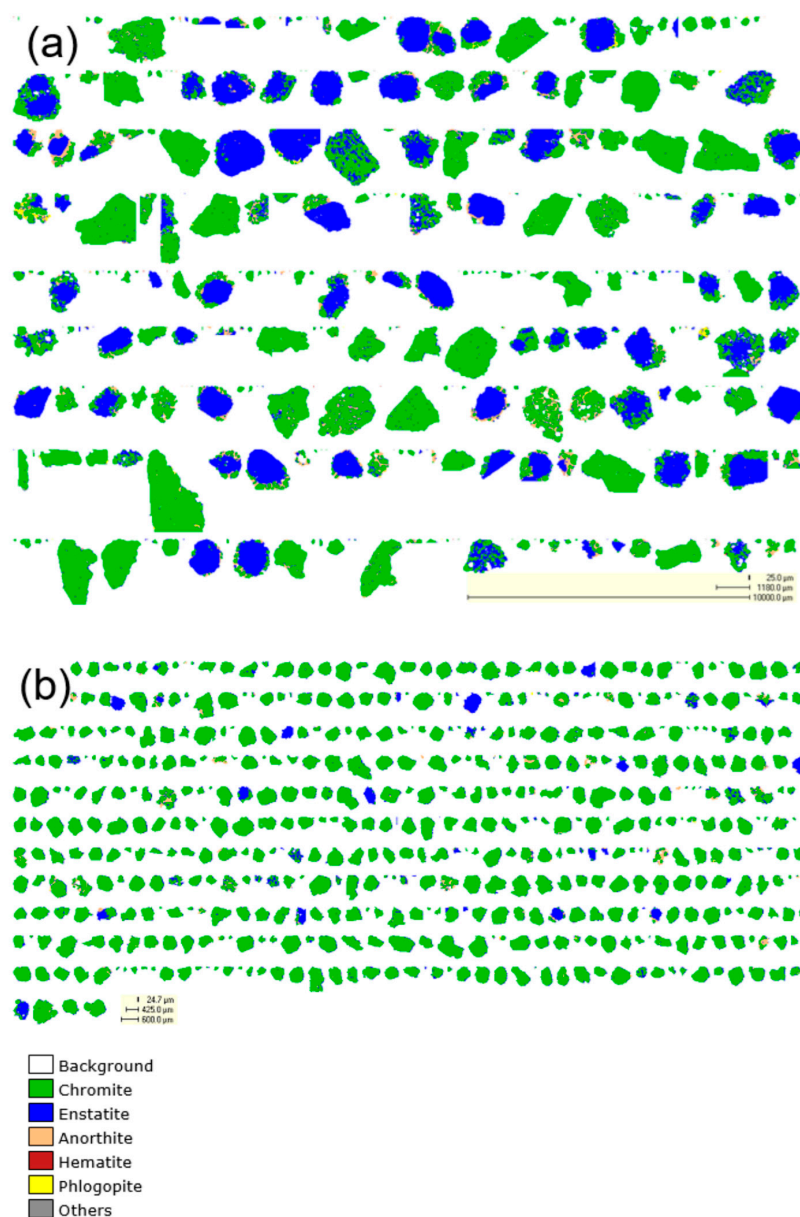 (a)
25.0 µm
1180.0 µm
10000.0 µm
(b)
24.7 µm
425.0 µm
600.0 µm
Background
Chromite
Enstatite
Anorthite
Hematite
Phlogopite
Others